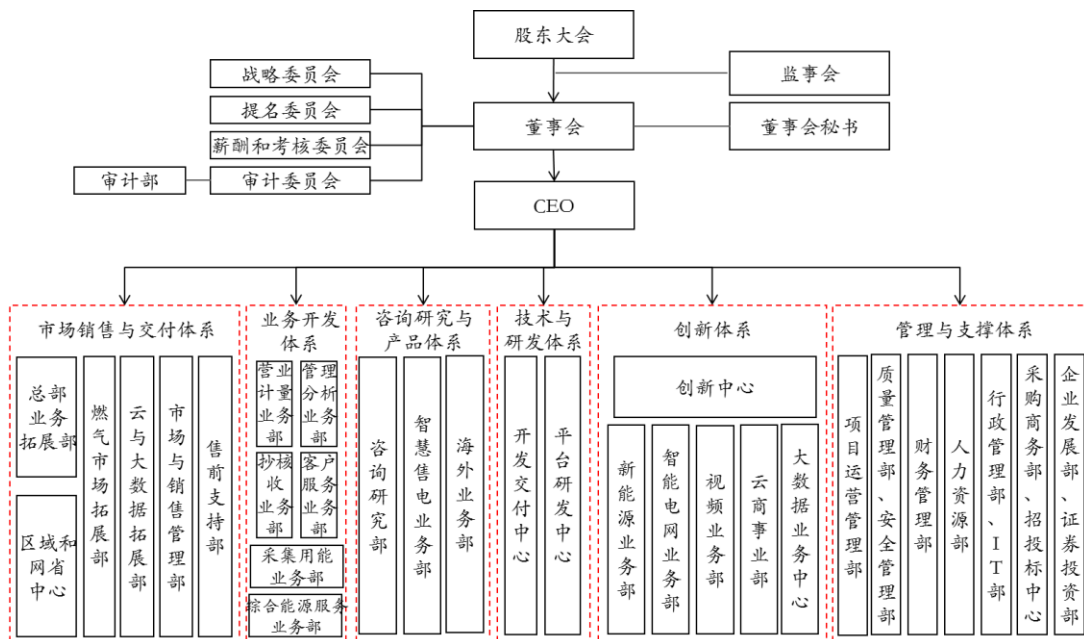 股东大会
战略委员会
监事会
提名委员会
董事会
董事会秘书
薪酬和考核委员会
审计部
审计委员会
CEO
市场销售与交付体系
总部
业务
拓展部
区域和
网省
中心
燃气市场拓展部
云与大数据拓展部
市场与销售管理部
售前支持部
业务开发
体系
营业
计量
业务
部
管理
分析
业务
部
抄核
收
业务
部
客户
服务
业务
部
采集用能
业务部
综合能源服务
业务部
咨询研究与
产品体系
咨询研究部
智慧售电业务部
海外业务部
技术与
研发体系
开发交付中心
平台研发中心
创新体系
创新中心
新能源业务部
智能电网业务部
视频业务部
云商事业部
大数据业务中心
管理与支撑体系
项目运营管理部
质量管理部、安全管理部
财务管理部
人力资源部
行政管理部、IT部
采购商务部、招投标中心
企业发展部、证券投资部